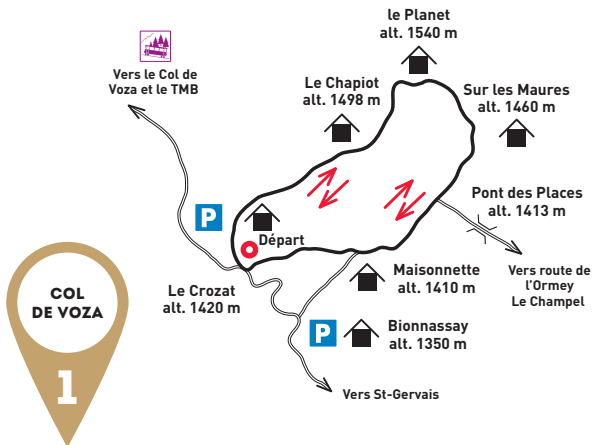 le Planet
alt. 1540 m
Vers le Col de
Voza et le TMB
Le Chapiot
alt. 1498 m
Sur les Maures
alt. 1460 m
Pont des Places
alt. 1413 m
P
Départ
Vers route de
l'Ormey
Le Champel
Maisonnette
alt. 1410 m
Le Crozat
alt. 1420 m
COL
DE VOZA
1
P
Bionnassay
alt. 1350 m
Vers St-Gervais